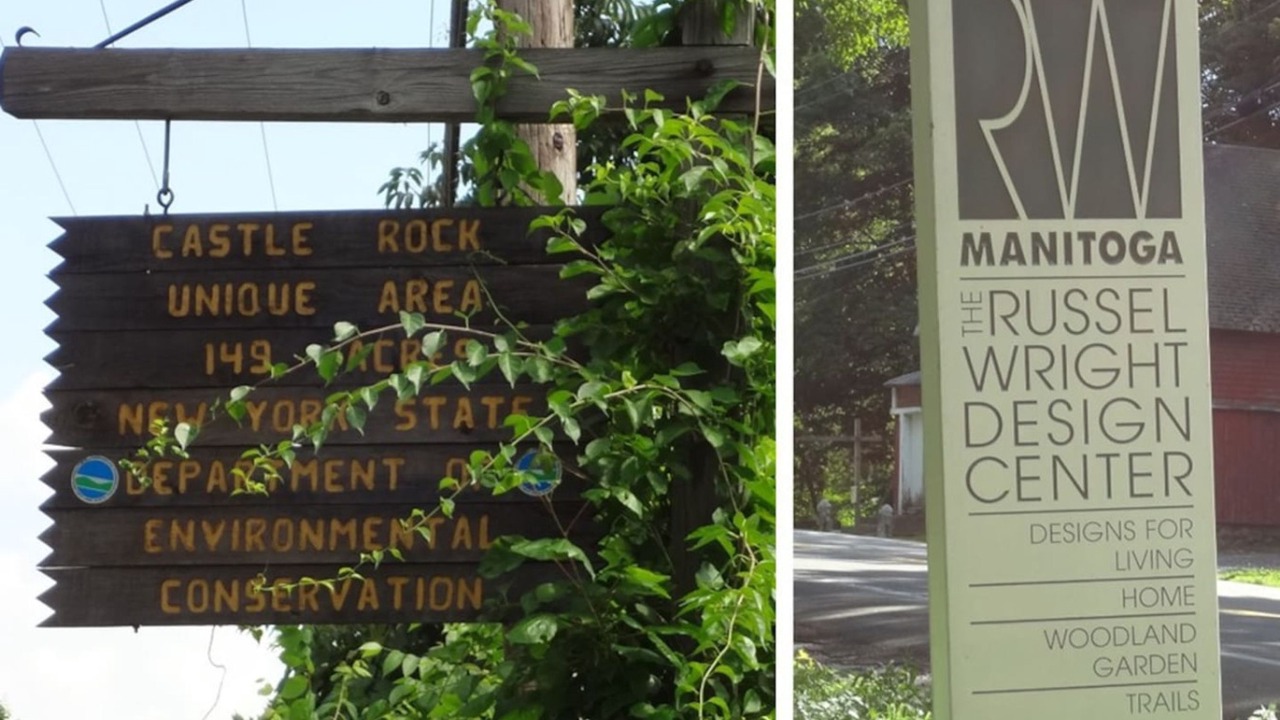 CASTLE ROCK
UNIQUE AREA
149 ACRES
NEW YORK STATE
DEPARTMENT OF
ENVIRONMENTAL
CONSERVATION
RW
MANITOGA
THE RUSSEL
WRIGHT
DESIGN
CENTER
DESIGNS FOR
LIVING
HOME
WOODLAND
GARDEN
TRAILS